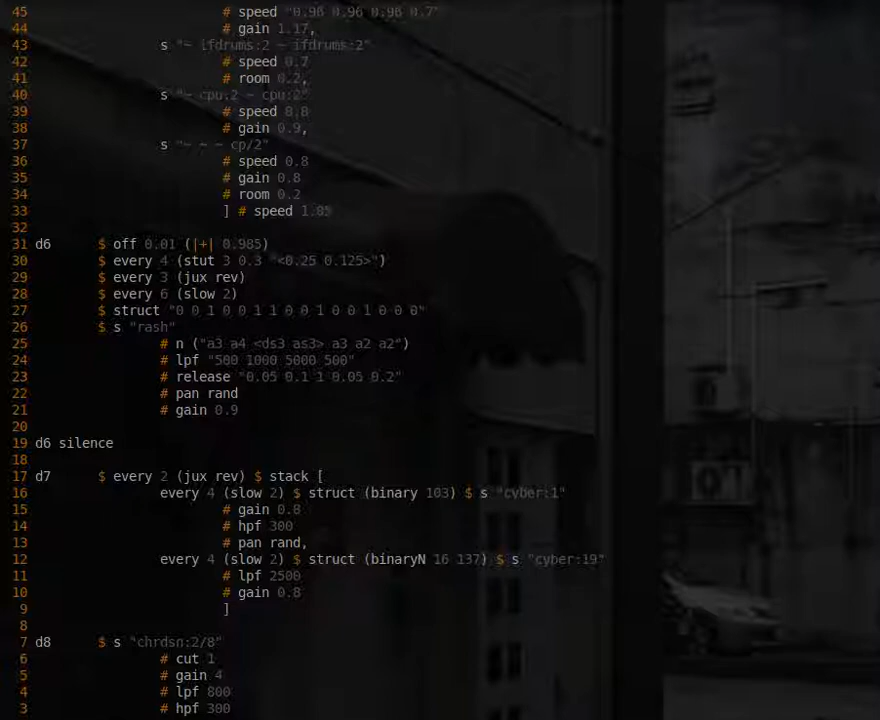 45 # speed "0.96 0.96 0.96 0.7"
44 # gain 1.17,
43 s "~ lfdrums:2 ~ lfdrums:2"
42 # speed 0.7
41 # room 0.2,
40 s "~ cpu:2 ~ cpu:2"
39 # speed 0.8
38 # gain 0.9,
37 s "~ ~ ~ cp/2"
36 # speed 0.8
35 # gain 0.8
34 # room 0.2
33 ] # speed 1.05
32
31 d6 $ off 0.01 (|+| 0.985)
30 $ every 4 (stut 3 0.3 "<0.25 0.125>")
29 $ every 3 (jux rev)
28 $ every 6 (slow 2)
27 $ struct "0 0 1 0 0 1 1 0 0 1 0 0 1 0 0 0"
26 $ s "rash"
25 # n ("a3 a4 <ds3 as3> a3 a2 a2")
24 # lpf "500 1000 5000 500"
23 # release "0.05 0.1 1 0.05 0.2"
22 # pan rand
21 # gain 0.9
20
19 d6 silence
18
17 d7 $ every 2 (jux rev) $ stack [
16 every 4 (slow 2) $ struct (binary 103) $ s "cyber:1"
15 # gain 0.8
14 # hpf 300
13 # pan rand,
12 every 4 (slow 2) $ struct (binaryN 16 137) $ s "cyber:19"
11 # lpf 2500
10 # gain 0.8
9 ]
8
7 d8 $ s "chrdsn:2/8"
6 # cut 1
5 # gain 4
4 # lpf 800
3 # hpf 300